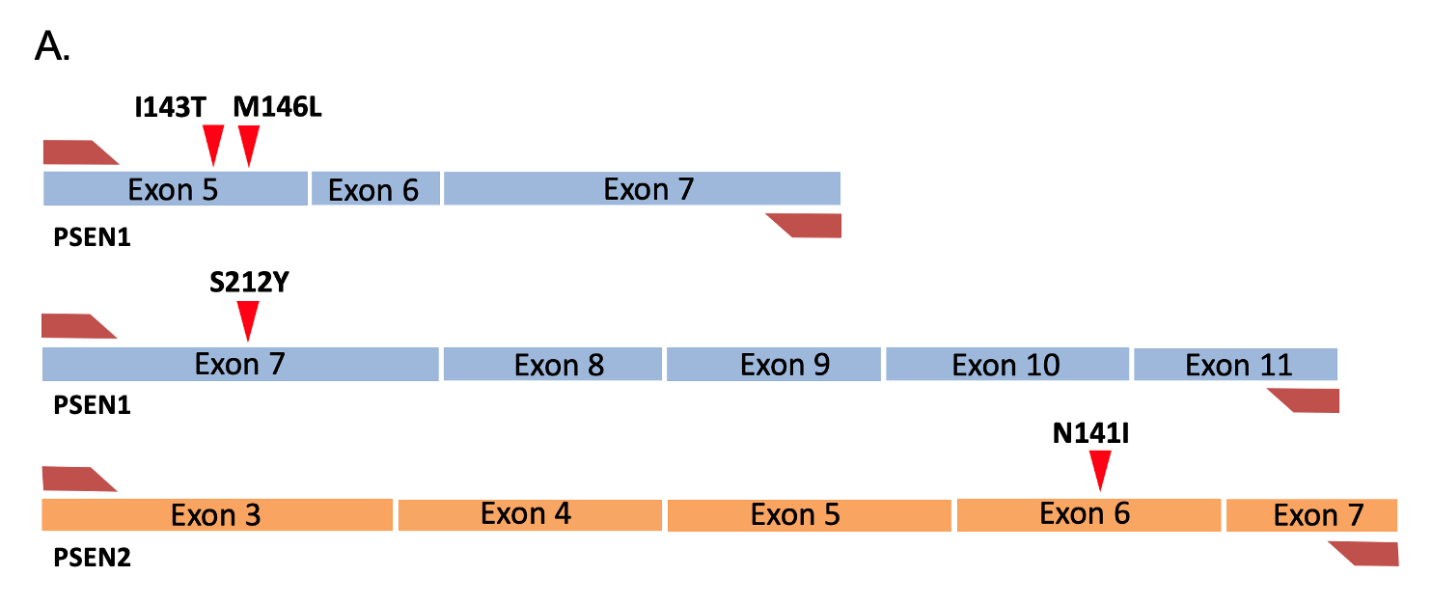 A.
I143T M146L
Exon 5 Exon 6 Exon 7
PSEN1
S212Y
Exon 7 Exon 8 Exon 9 Exon 10 Exon 11
PSEN1
N141I
Exon 3 Exon 4 Exon 5 Exon 6 Exon 7
PSEN2